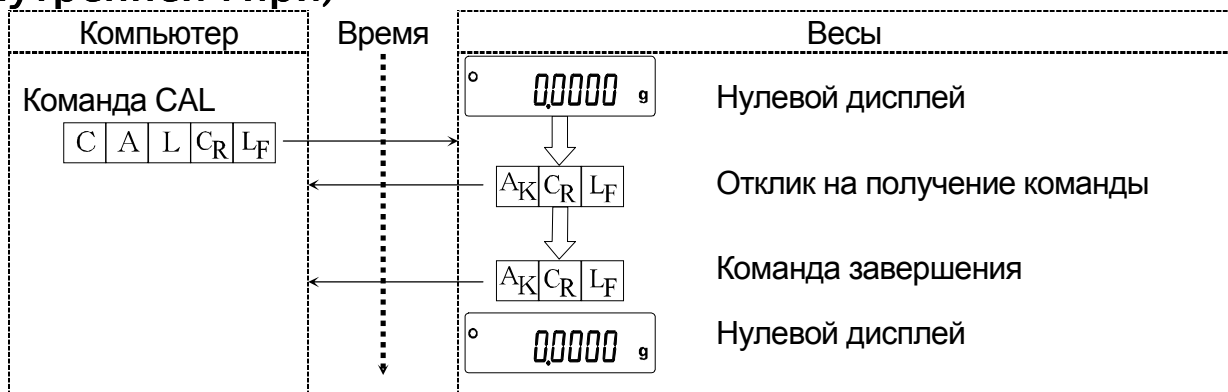 Компьютер Время Весы
0.0000 g Нулевой дисплей
Команда CAL
C A L CR LF
AK CR LF Отклик на получение команды
AK CR LF Команда завершения
0.0000 g Нулевой дисплей